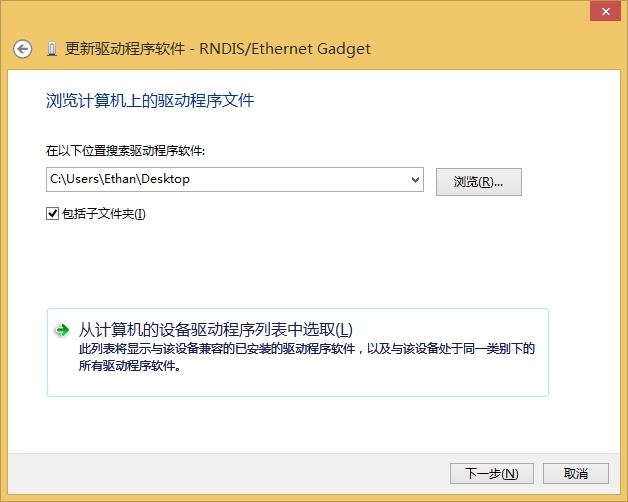 更新驱动程序软件 - RNDIS/Ethernet Gadget
浏览计算机上的驱动程序文件
在以下位置搜索驱动程序软件:
C:\Users\Ethan\Desktop
浏览(R)...
包括子文件夹(I)
从计算机的设备驱动程序列表中选取(L)
此列表将显示与该设备兼容的已安装的驱动程序软件，以及与该设备处于同一类别下的
所有驱动程序软件。
下一步(N)
取消